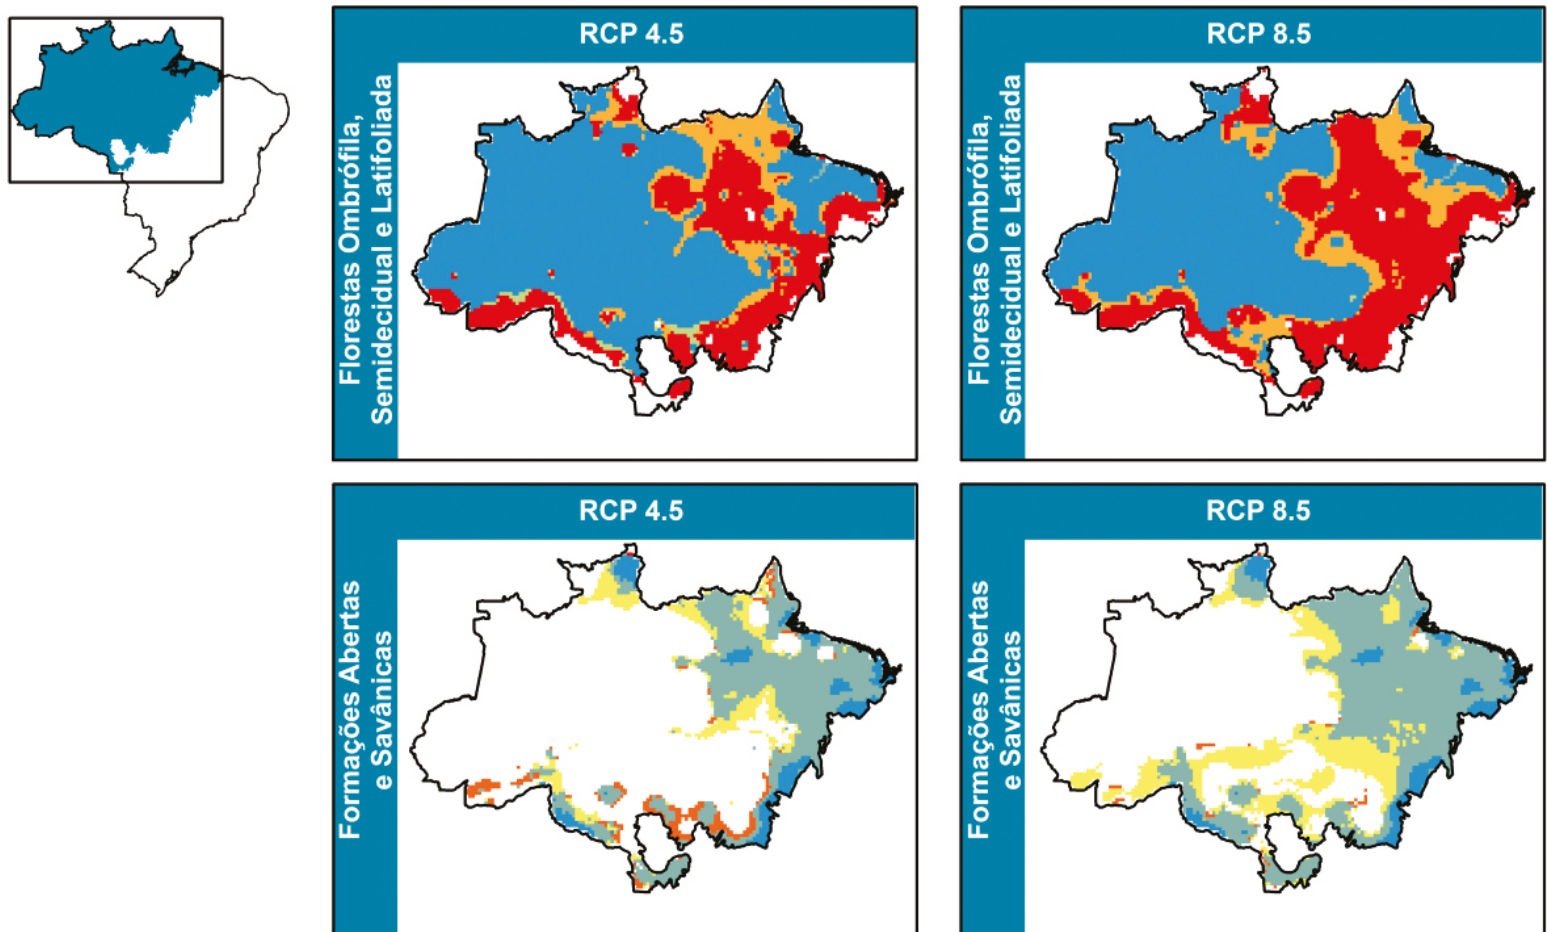 RCP 4.5
Florestas Ombrófila,
Semidecidual e Latifoliada
RCP 8.5
Florestas Ombrófila,
Semidecidual e Latifoliada
RCP 4.5
Formações Abertas
e Savânicas
RCP 8.5
Formações Abertas
e Savânicas